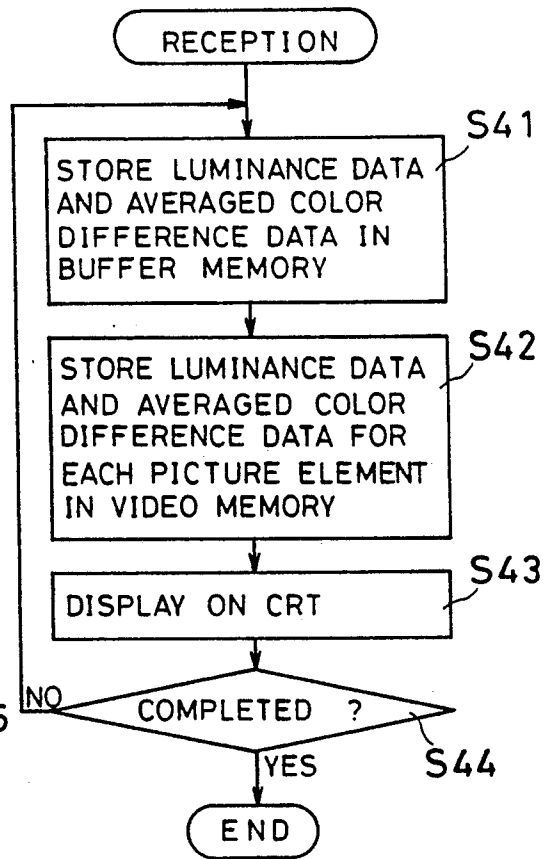 RECEPTION
S41
STORE LUMINANCE DATA
AND AVERAGED COLOR
DIFFERENCE DATA IN
BUFFER MEMORY
S42
STORE LUMINANCE DATA
AND AVERAGED COLOR
DIFFERENCE DATA FOR
EACH PICTURE ELEMENT
IN VIDEO MEMORY
S43
DISPLAY ON CRT
NO
COMPLETED ?
S44
YES
END